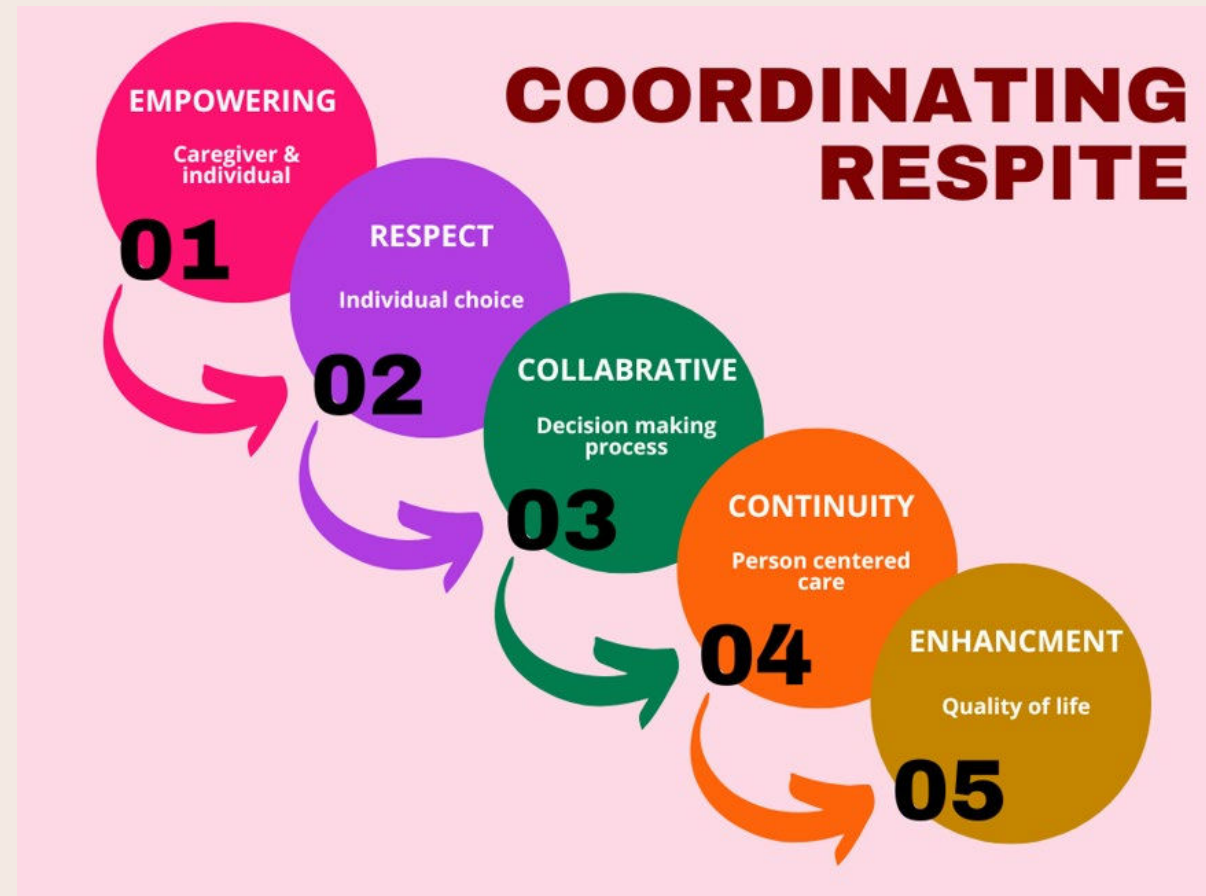 COORDINATING
RESPITE
EMPOWERING
Caregiver &
individual
01
RESPECT
Individual choice
02
COLLABRATIVE
Decision making
process
03
CONTINUITY
Person centered
care
04
ENHANCMENT
Quality of life
05